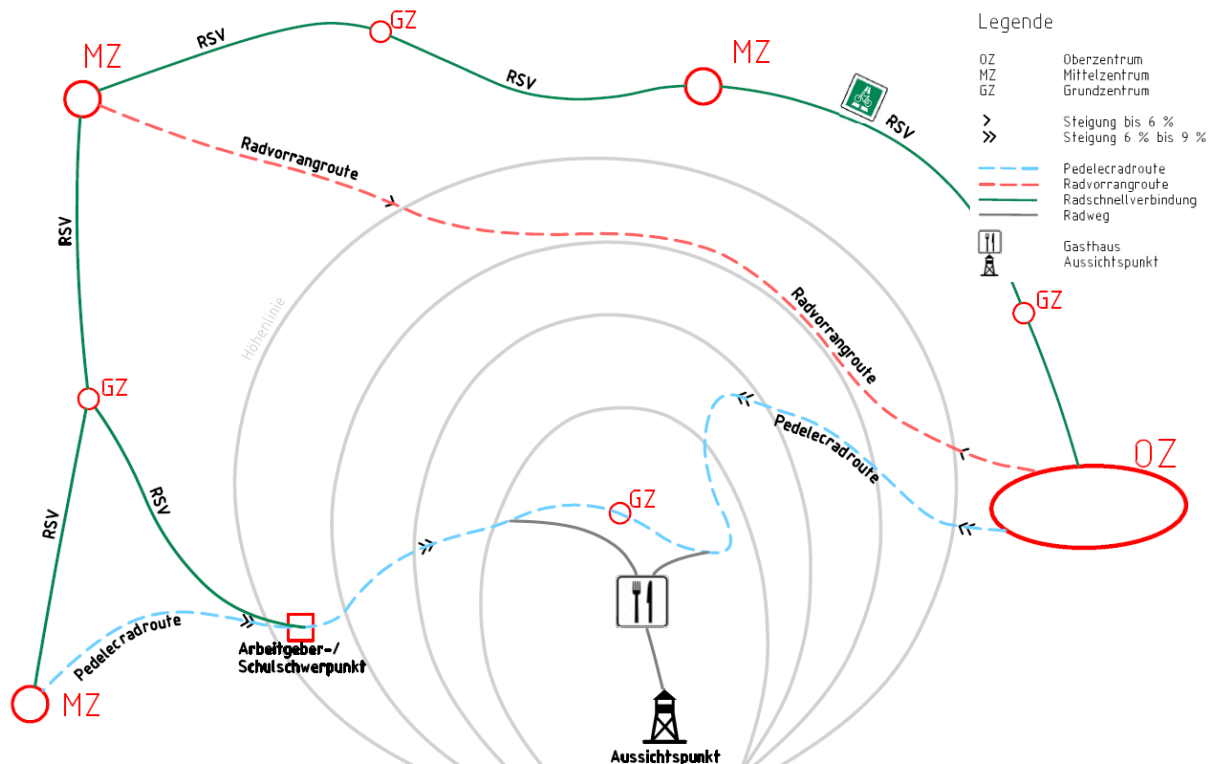 GZ
RSV
MZ
RSV
MZ
RSV
Radvorrangroute
RSV
Höhenlinie
Radvorrangroute
GZ
GZ
Pedelecradroute
OZ
RSV
GZ
RSV
Pedelecradroute
Arbeitgeber-/
Schulschwerpunkt
MZ
Aussichtspunkt
Legende
OZ Oberzentrum
MZ Mittelzentrum
GZ Grundzentrum
Steigung bis 6 %
Steigung 6 % bis 9 %
Pedelecradroute
Radvorrangroute
Radschnellverbindung
Radweg
Gasthaus
Aussichtspunkt